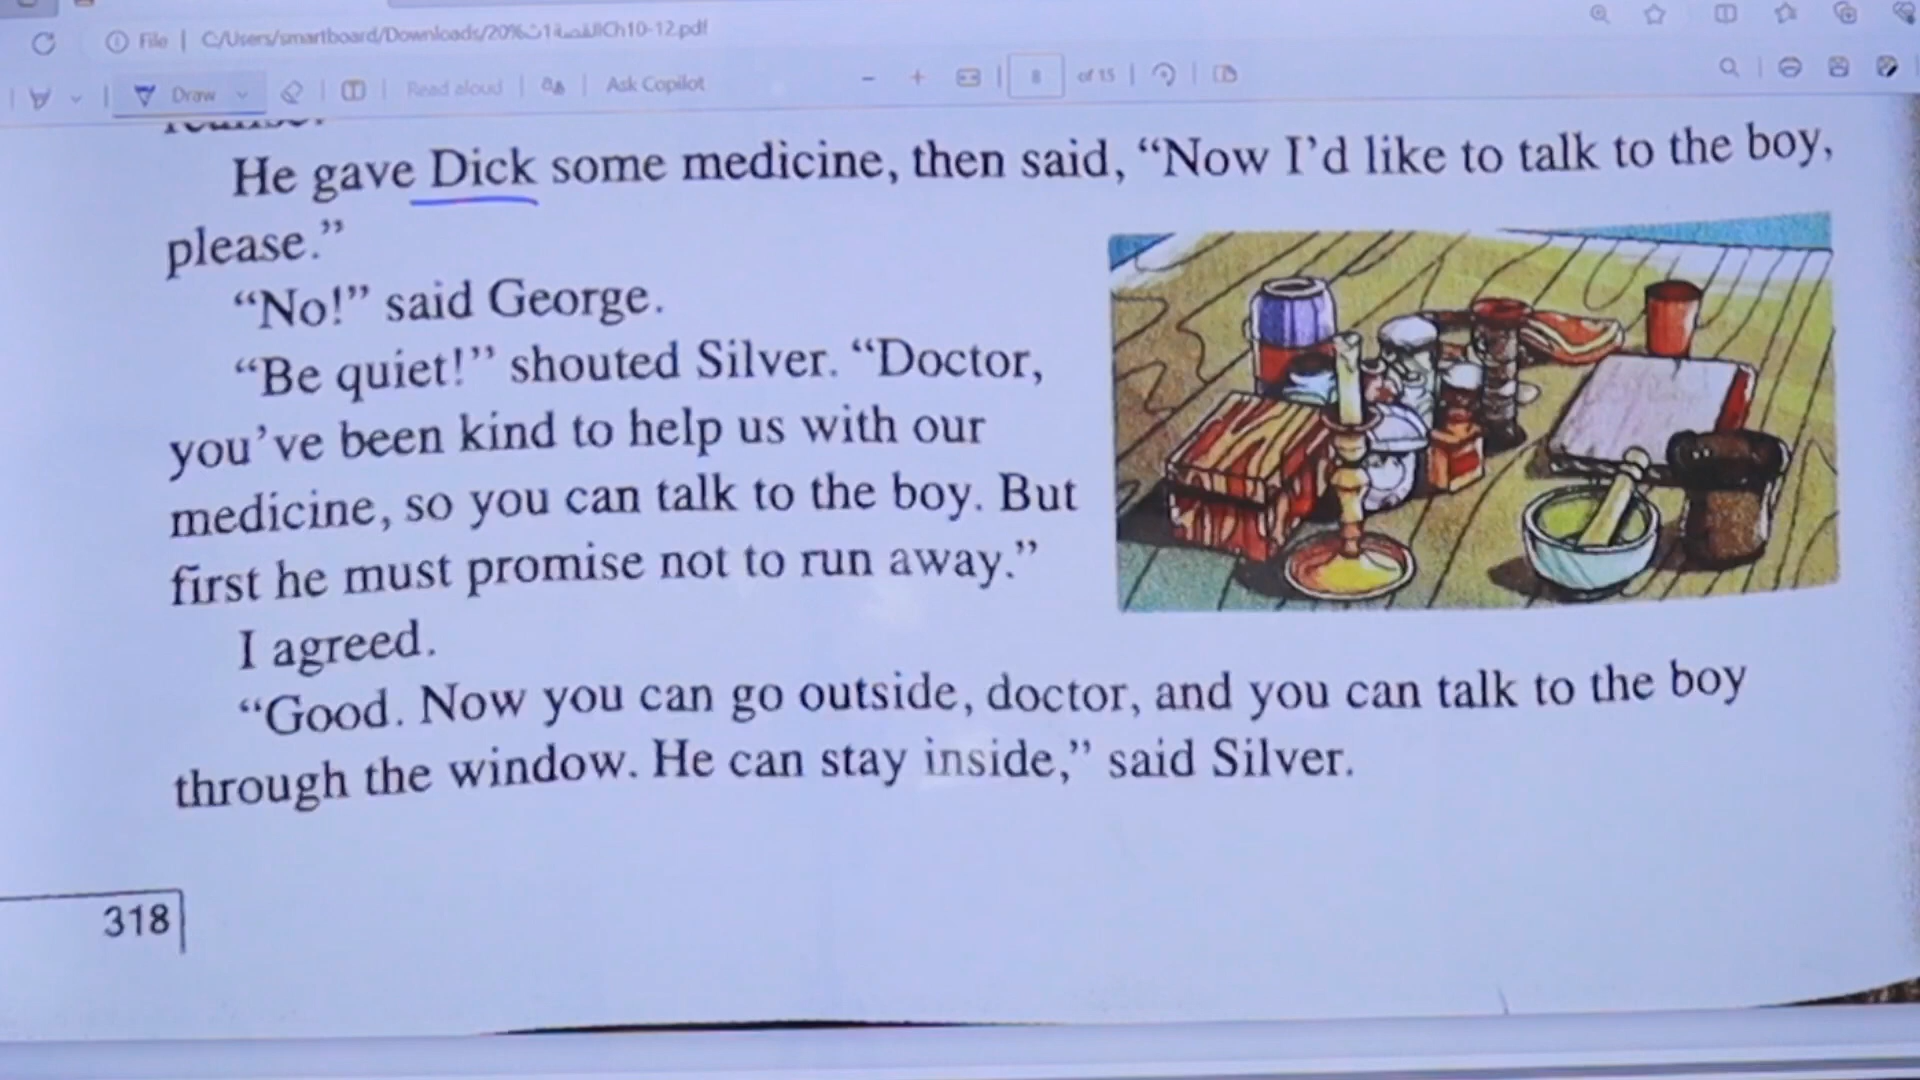 File | C:/Users/smartboard/Downloads/
Draw | Read aloud | Ask Copilot
8 of 15
He gave Dick some medicine, then said, “Now I’d like to talk to the boy,
please.”
“No!” said George.
“Be quiet!” shouted Silver. “Doctor,
you’ve been kind to help us with our
medicine, so you can talk to the boy. But
first he must promise not to run away.”
I agreed.
“Good. Now you can go outside, doctor, and you can talk to the boy
through the window. He can stay inside,” said Silver.
318